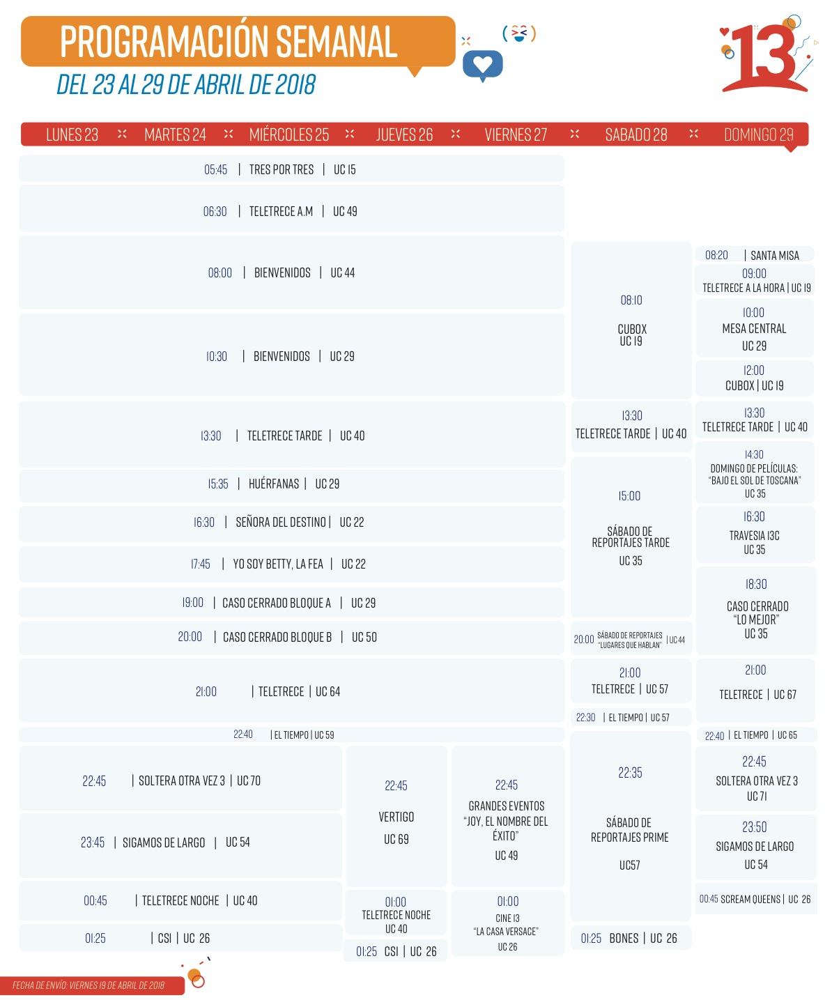 PROGRAMACIÓN SEMANAL
DEL 23 AL 29 DE ABRIL DE 2018
13
LUNES 23 MARTES 24 MIÉRCOLES 25 JUEVES 26 VIERNES 27 SABADO 28 DOMINGO 29
05:45 | TRES POR TRES | UC 15
06:30 | TELETRECE A.M | UC 49
08:00 | BIENVENIDOS | UC 44
10:30 | BIENVENIDOS | UC 29
13:30 | TELETRECE TARDE | UC 40
15:35 | HUÉRFANAS | UC 29
16:30 | SEÑORA DEL DESTINO | UC 22
17:45 | YO SOY BETTY, LA FEA | UC 22
19:00 | CASO CERRADO BLOQUE A | UC 29
20:00 | CASO CERRADO BLOQUE B | UC 50
21:00 | TELETRECE | UC 64
22:40 | EL TIEMPO | UC 59
22:45 | SOLTERA OTRA VEZ 3 | UC 70
23:45 | SIGAMOS DE LARGO | UC 54
00:45 | TELETRECE NOCHE | UC 40
01:25 | CSI | UC 26
22:45
VERTIGO
UC 69
01:00
TELETRECE NOCHE
UC 40
01:25 CSI | UC 26
22:45
GRANDES EVENTOS
“JOY, EL NOMBRE DEL
ÉXITO”
UC 49
01:00
CINE 13
“LA CASA VERSACE”
UC 26
08:10
CUBOX
UC 19
13:30
TELETRECE TARDE | UC 40
15:00
SÁBADO DE
REPORTAJES TARDE
UC 35
20:00 SÁBADO DE REPORTAJES | UC 44
“LUGARES QUE HABLAN”
21:00
TELETRECE | UC 57
22:30 | EL TIEMPO | UC 57
22:35
SÁBADO DE
REPORTAJES PRIME
UC57
01:25 BONES | UC 26
08:20 | SANTA MISA
09:00
TELETRECE A LA HORA | UC 19
10:00
MESA CENTRAL
UC 29
12:00
CUBOX | UC 19
13:30
TELETRECE TARDE | UC 40
14:30
DOMINGO DE PELÍCULAS:
“BAJO EL SOL DE TOSCANA”
UC 35
16:30
TRAVESIA 13C
UC 35
18:30
CASO CERRADO
“LO MEJOR”
UC 35
21:00
TELETRECE | UC 67
22:40 | EL TIEMPO | UC 65
22:45
SOLTERA OTRA VEZ 3
UC 71
23:50
SIGAMOS DE LARGO
UC 54
00:45 SCREAM QUEENS | UC 26
FECHA DE ENVÍO: VIERNES 19 DE ABRIL DE 2018